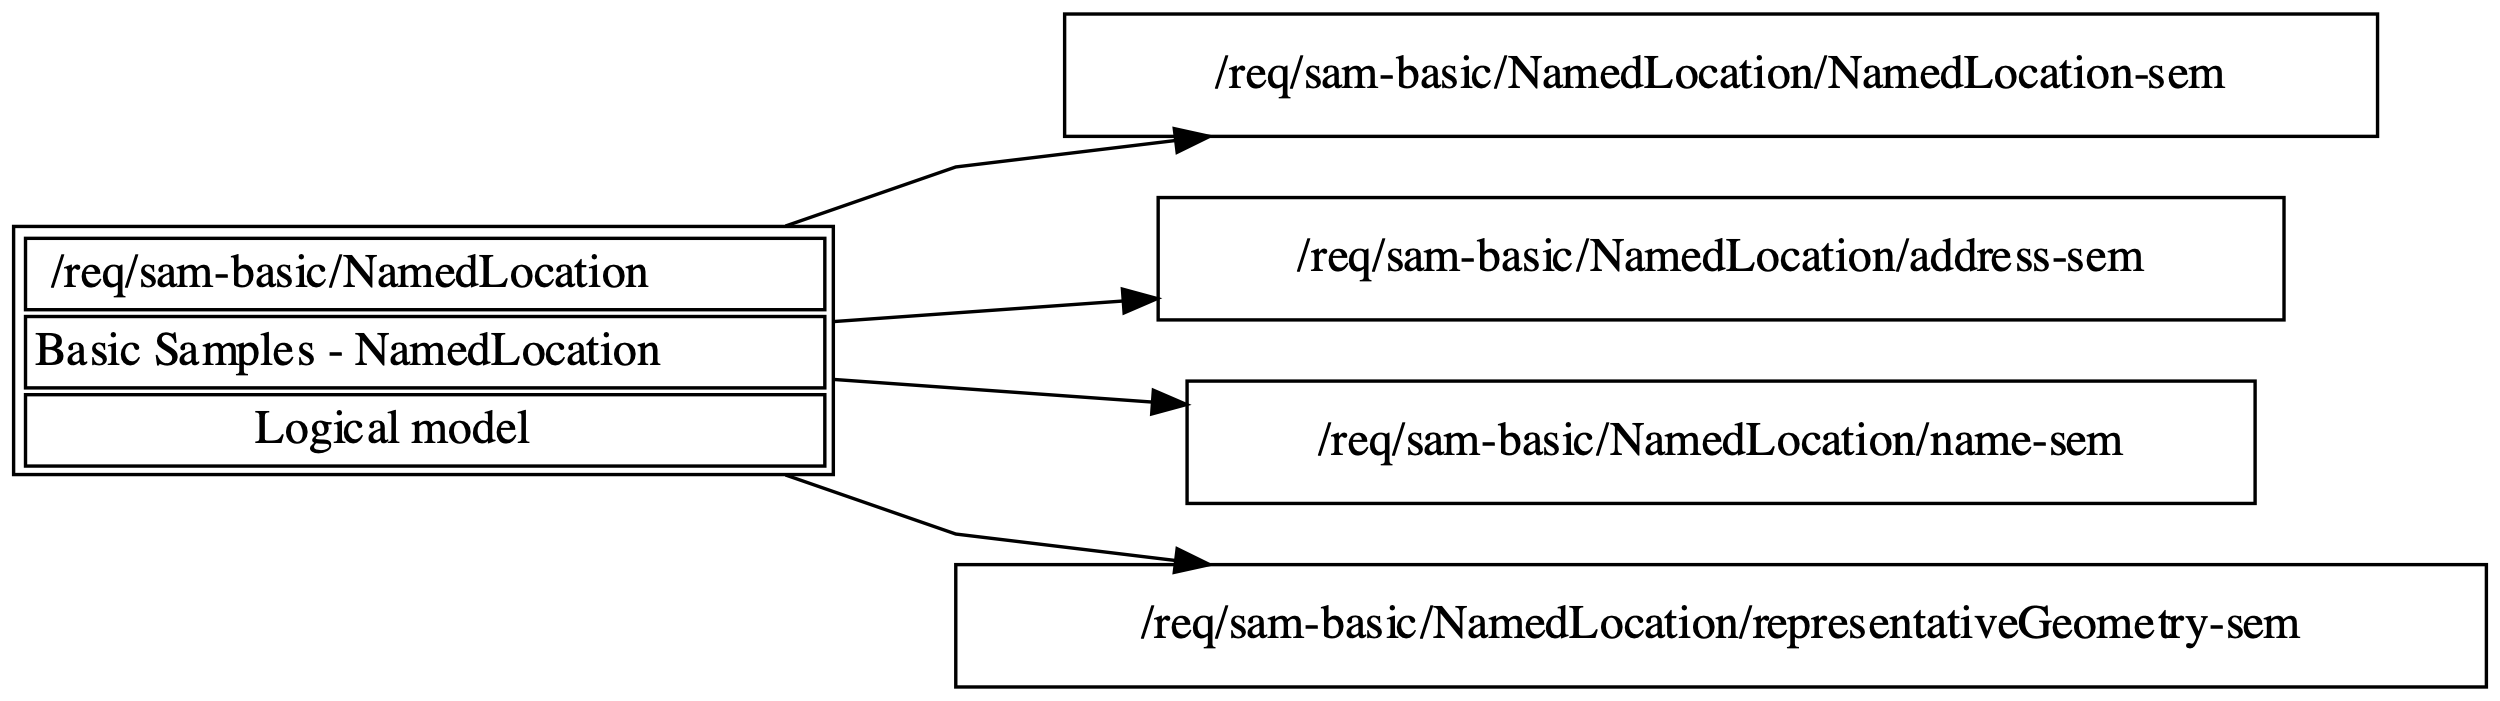 /req/sam-basic/NamedLocation
Basic Samples - NamedLocation
Logical model
/req/sam-basic/NamedLocation/NamedLocation-sem
/req/sam-basic/NamedLocation/address-sem
/req/sam-basic/NamedLocation/name-sem
/req/sam-basic/NamedLocation/representativeGeometry-sem